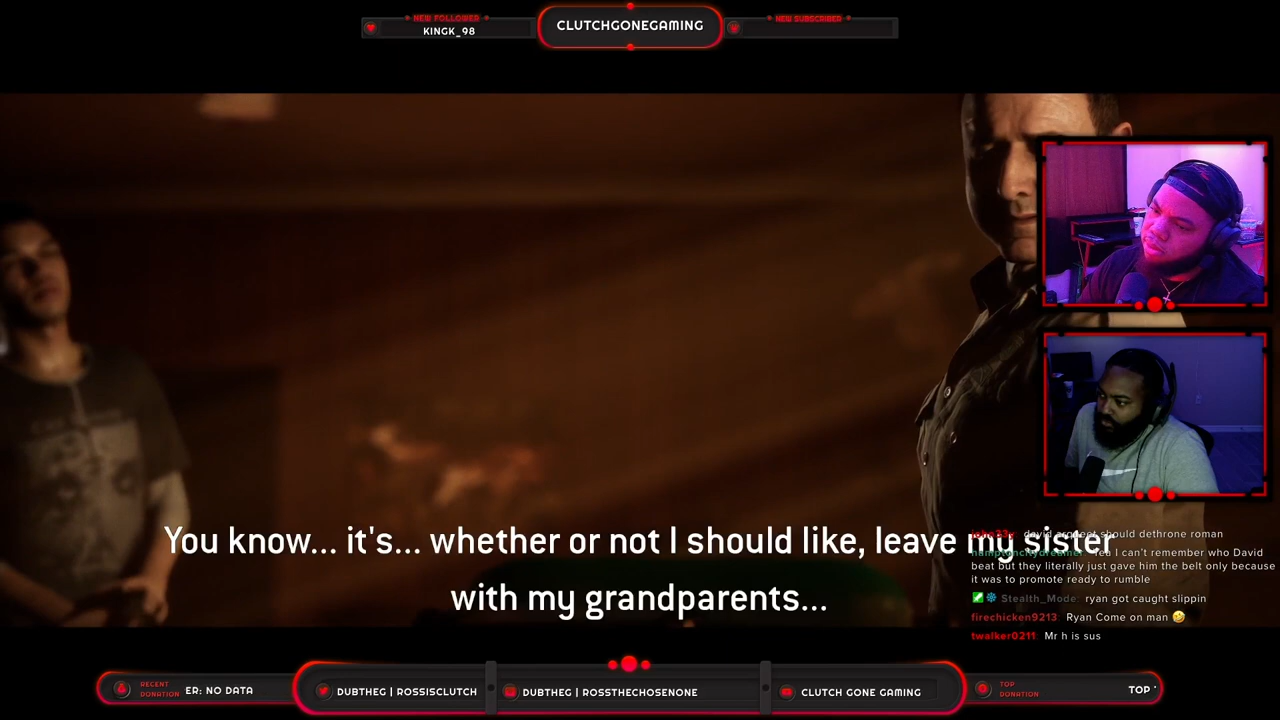 NEW FOLLOWER
KINGK_98
CLUTCHGONEGAMING
NEW SUBSCRIBER
You know... it's... whether or not I should like, leave my sister
with my grandparents...
should dethrone roman
Yea I can't remember who David
beat but they literally just gave him the belt only because
it was to promote ready to rumble
Stealth_Mode: ryan got caught slippin
firechicken9213: Ryan Come on man 🤣
twalker0211: Mr h is sus
RECENT
DONATION
ER: NO DATA
DUBTHEG | ROSSISCLUTCH
DUBTHEG | ROSSTHECHOSENONE
CLUTCH GONE GAMING
TOP
DONATION
TOP